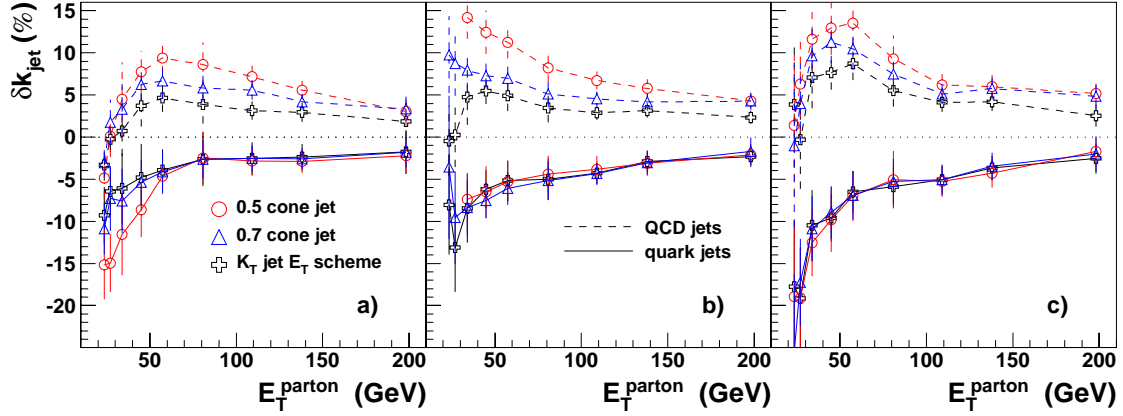 δk_jet (%)
15
10
5
0
-5
-10
-15
-20
0.5 cone jet
0.7 cone jet
K_T jet E_T scheme
QCD jets
quark jets
a)
b)
c)
50 100 150 200
50 100 150 200
50 100 150 200
E_T^parton (GeV)
E_T^parton (GeV)
E_T^parton (GeV)